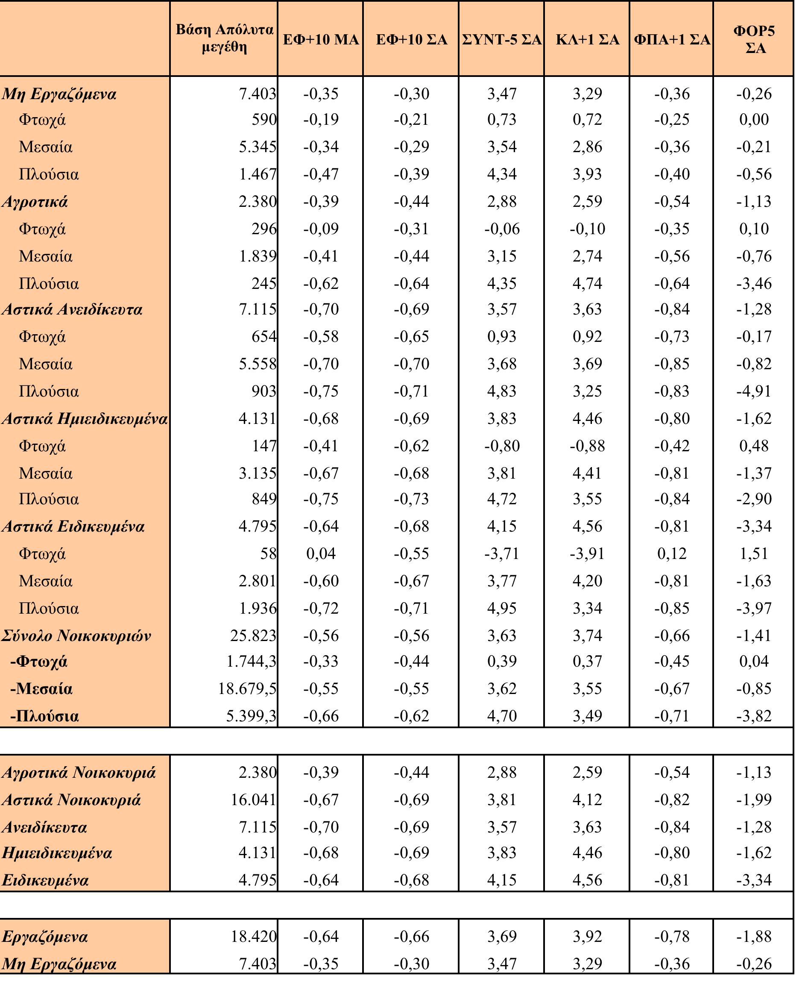 Βάση Απόλυτα μεγέθη ΕΦ+10 ΜΑ ΕΦ+10 ΣΑ ΣΥΝΤ-5 ΣΑ ΚΛ+1 ΣΑ ΦΠΑ+1 ΣΑ ΦΟΡ5 ΣΑ
Μη Εργαζόμενα 7.403 -0,35 -0,30 3,47 3,29 -0,36 -0,26
Φτωχά 590 -0,19 -0,21 0,73 0,72 -0,25 0,00
Μεσαία 5.345 -0,34 -0,29 3,54 2,86 -0,36 -0,21
Πλούσια 1.467 -0,47 -0,39 4,34 3,93 -0,40 -0,56
Αγροτικά 2.380 -0,39 -0,44 2,88 2,59 -0,54 -1,13
Φτωχά 296 -0,09 -0,31 -0,06 -0,10 -0,35 0,10
Μεσαία 1.839 -0,41 -0,44 3,15 2,74 -0,56 -0,76
Πλούσια 245 -0,62 -0,64 4,35 4,74 -0,64 -3,46
Αστικά Ανειδίκευτα 7.115 -0,70 -0,69 3,57 3,63 -0,84 -1,28
Φτωχά 654 -0,58 -0,65 0,93 0,92 -0,73 -0,17
Μεσαία 5.558 -0,70 -0,70 3,68 3,69 -0,85 -0,82
Πλούσια 903 -0,75 -0,71 4,83 3,25 -0,83 -4,91
Αστικά Ημιειδικευμένα 4.131 -0,68 -0,69 3,83 4,46 -0,80 -1,62
Φτωχά 147 -0,41 -0,62 -0,80 -0,88 -0,42 0,48
Μεσαία 3.135 -0,67 -0,68 3,81 4,41 -0,81 -1,37
Πλούσια 849 -0,75 -0,73 4,72 3,55 -0,84 -2,90
Αστικά Ειδικευμένα 4.795 -0,64 -0,68 4,15 4,56 -0,81 -3,34
Φτωχά 58 0,04 -0,55 -3,71 -3,91 0,12 1,51
Μεσαία 2.801 -0,60 -0,67 3,77 4,20 -0,81 -1,63
Πλούσια 1.936 -0,72 -0,71 4,95 3,34 -0,85 -3,97
Σύνολο Νοικοκυριών 25.823 -0,56 -0,56 3,63 3,74 -0,66 -1,41
-Φτωχά 1.744,3 -0,33 -0,44 0,39 0,37 -0,45 0,04
-Μεσαία 18.679,5 -0,55 -0,55 3,62 3,55 -0,67 -0,85
-Πλούσια 5.399,3 -0,66 -0,62 4,70 3,49 -0,71 -3,82
Αγροτικά Νοικοκυριά 2.380 -0,39 -0,44 2,88 2,59 -0,54 -1,13
Αστικά Νοικοκυριά 16.041 -0,67 -0,69 3,81 4,12 -0,82 -1,99
Ανειδίκευτα 7.115 -0,70 -0,69 3,57 3,63 -0,84 -1,28
Ημιειδικευμένα 4.131 -0,68 -0,69 3,83 4,46 -0,80 -1,62
Ειδικευμένα 4.795 -0,64 -0,68 4,15 4,56 -0,81 -3,34
Εργαζόμενα 18.420 -0,64 -0,66 3,69 3,92 -0,78 -1,88
Μη Εργαζόμενα 7.403 -0,35 -0,30 3,47 3,29 -0,36 -0,26